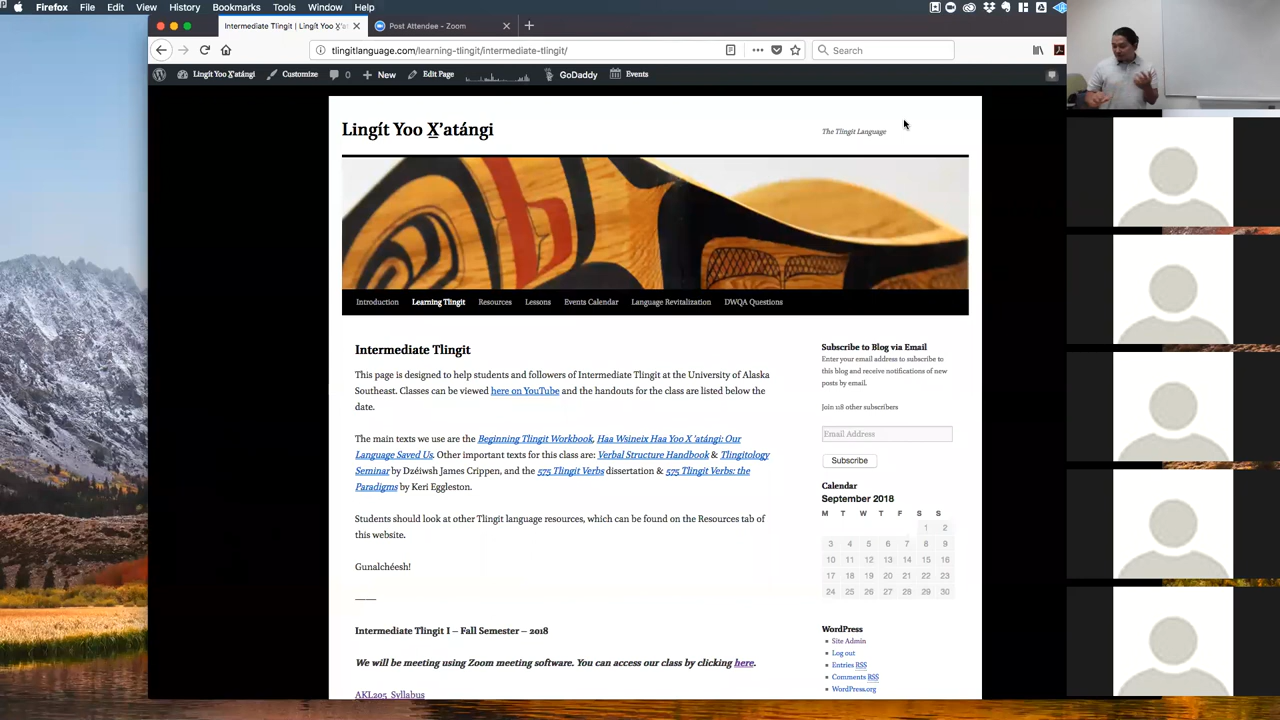 Firefox File Edit View History Bookmarks Tools Window Help
Intermediate Tlingit | Lingít Yoo X̱'at
Post Attendee - Zoom
tlingitlanguage.com/learning-tlingit/intermediate-tlingit/
Search
Lingít Yoo X̱'atángi Customize 0 New Edit Page GoDaddy Events
Lingít Yoo X̱'atángi
The Tlingit Language
Introduction Learning Tlingit Resources Lessons Events Calendar Language Revitalization DWQA Questions
Intermediate Tlingit
This page is designed to help students and followers of Intermediate Tlingit at the University of Alaska
Southeast. Classes can be viewed here on YouTube and the handouts for the class are listed below the
date.
The main texts we use are the Beginning Tlingit Workbook, Haa Wsineix Haa Yoo X 'atángi: Our
Language Saved Us. Other important texts for this class are: Verbal Structure Handbook & Tlingitology
Seminar by Dzéiwsh James Crippen, and the 575 Tlingit Verbs dissertation & 575 Tlingit Verbs: the
Paradigms by Keri Eggleston.
Students should look at other Tlingit language resources, which can be found on the Resources tab of
this website.
Gunalchéesh!
Intermediate Tlingit I – Fall Semester – 2018
We will be meeting using Zoom meeting software. You can access our class by clicking here.
AKL205_Syllabus
Subscribe to Blog via Email
Enter your email address to subscribe to
this blog and receive notifications of new
posts by email.
Join 118 other subscribers
Email Address
Subscribe
Calendar
September 2018
M T W T F S S
1 2
3 4 5 6 7 8 9
10 11 12 13 14 15 16
17 18 19 20 21 22 23
24 25 26 27 28 29 30
WordPress
Site Admin
Log out
Entries RSS
Comments RSS
WordPress.org